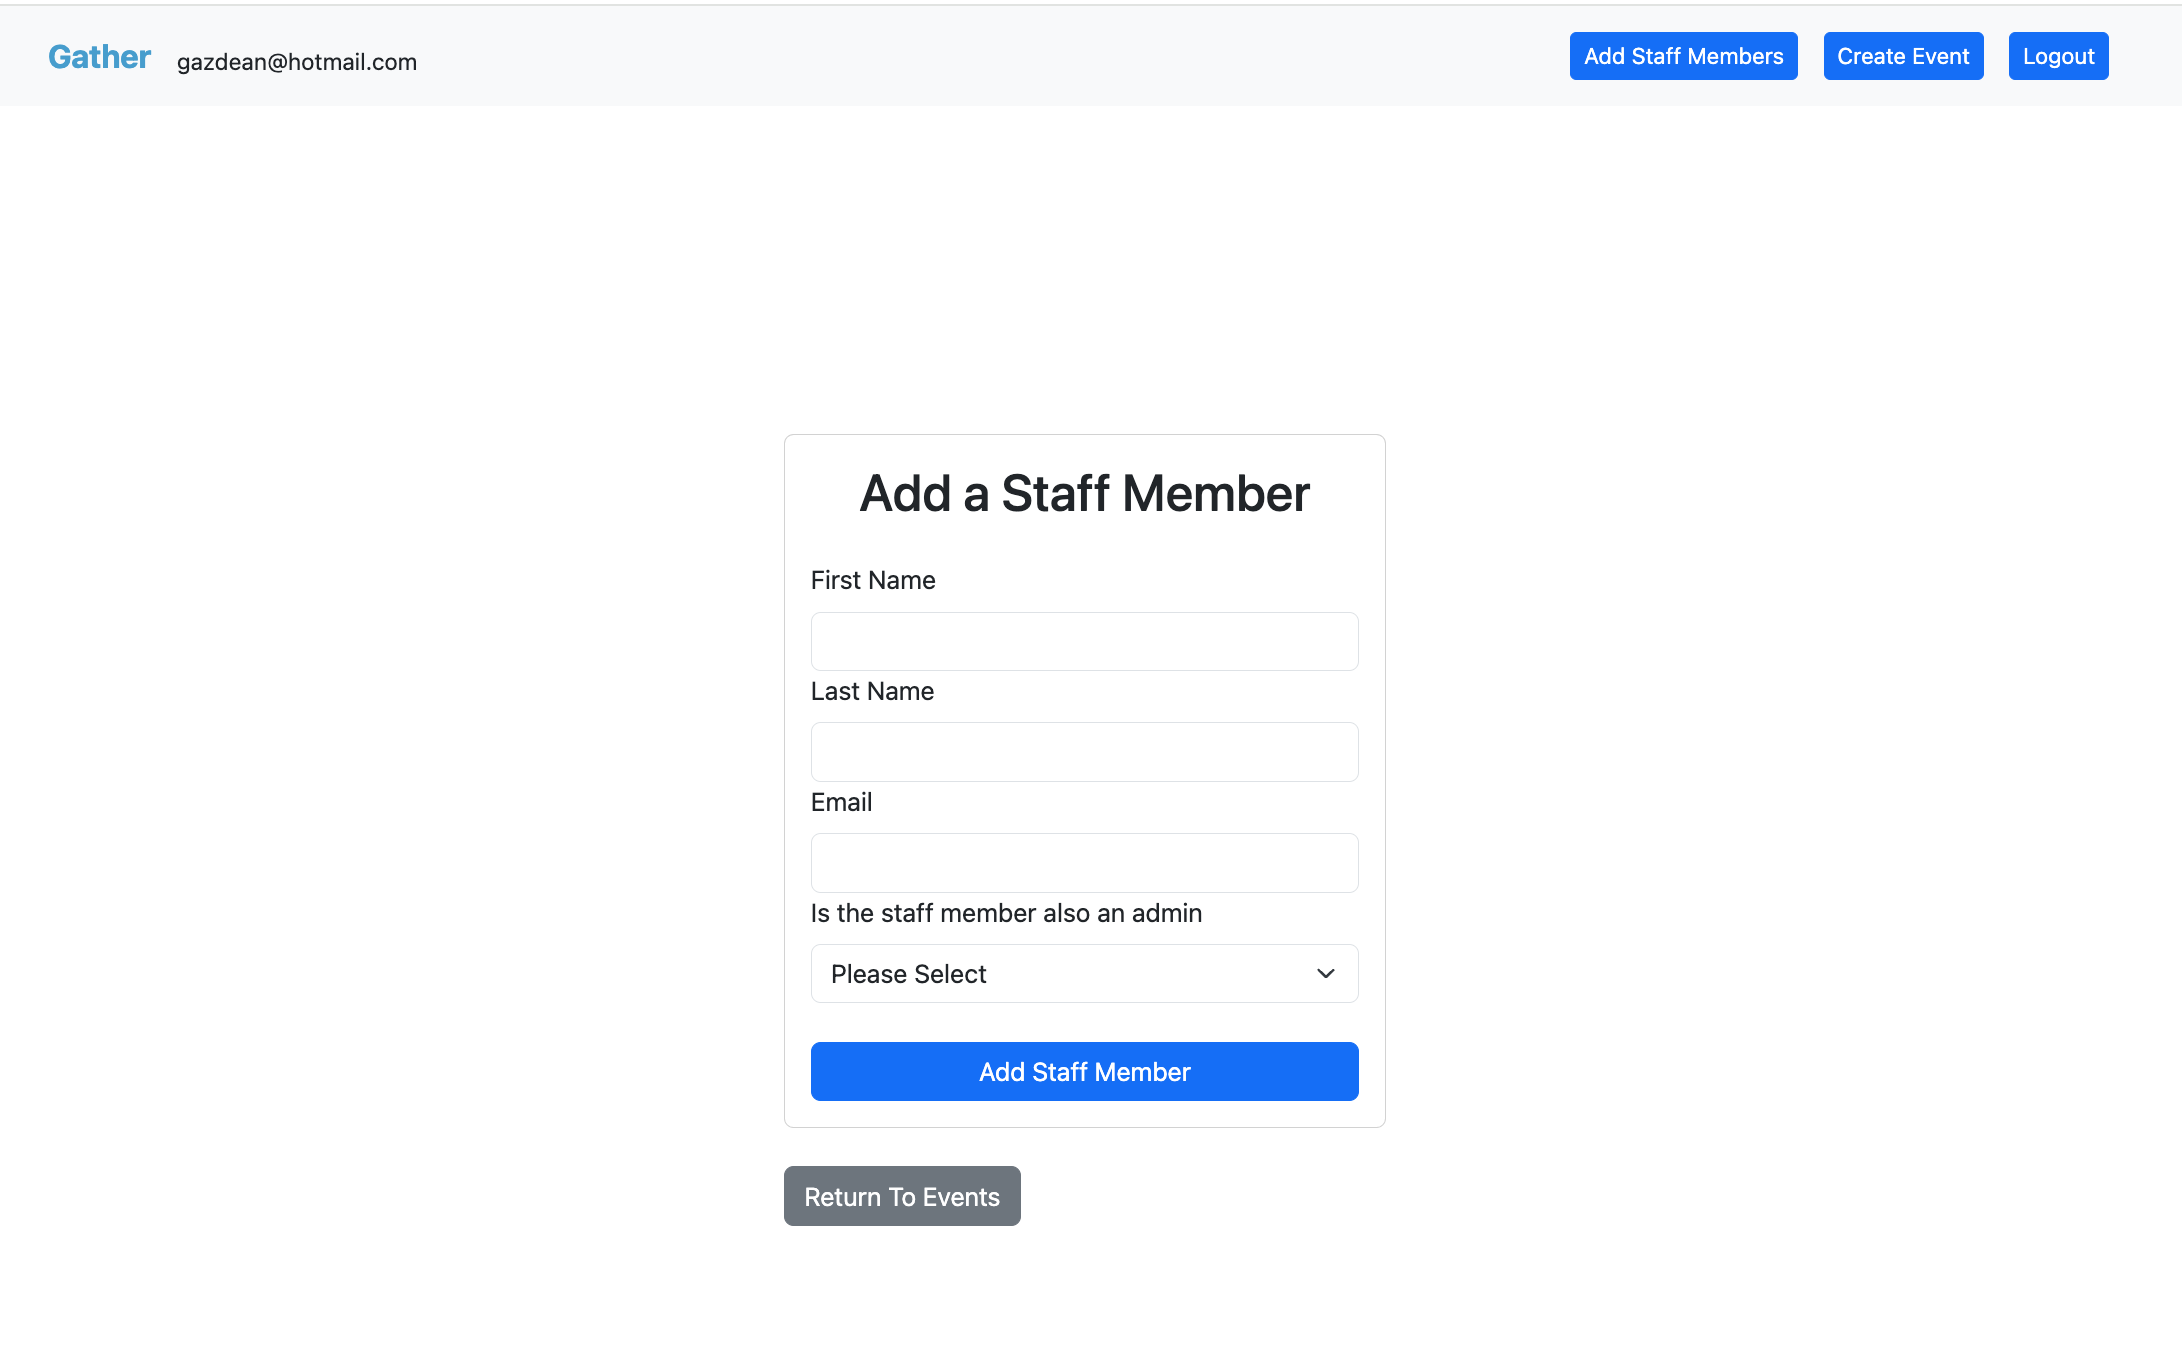 Gather gazdean@hotmail.com Add Staff Members Create Event Logout
Add a Staff Member
First Name
Last Name
Email
Is the staff member also an admin
Please Select
Add Staff Member
Return To Events